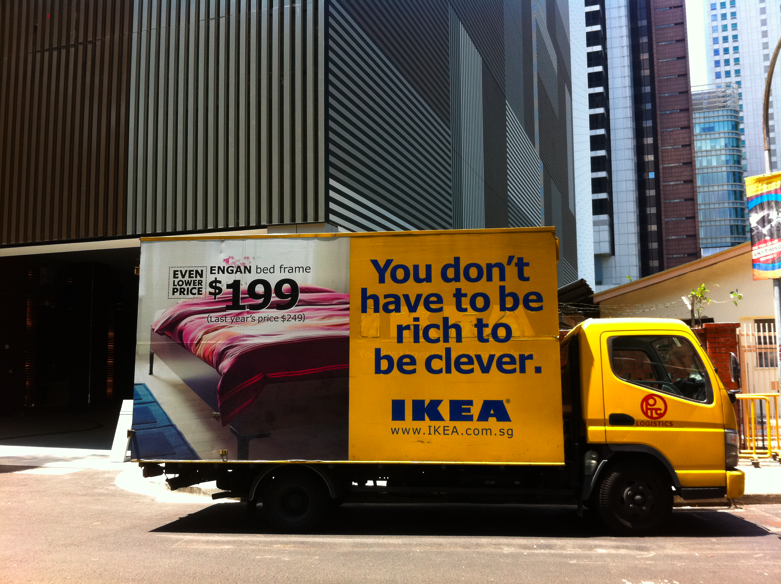 EVEN
LOWER
PRICE
ENGAN bed frame
$199
(Last year's price $249)
You don't
have to be
rich to
be clever.
IKEA®
www.IKEA.com.sg
LOGISTICS